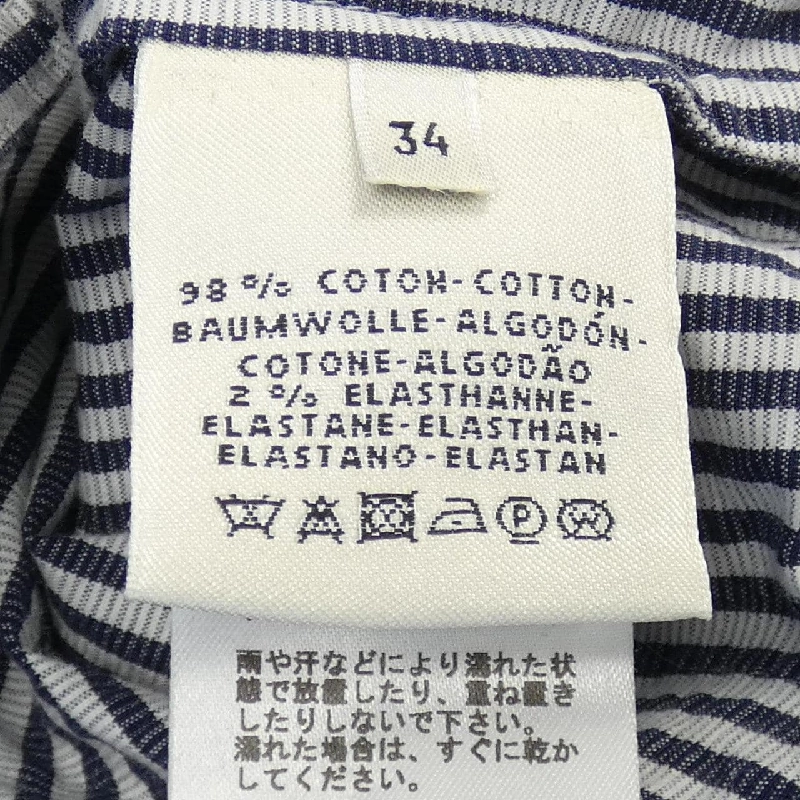 34
98 % COTON-COTTON-
BAUMWOLLE-ALGODÓN-
COTONE-ALGODÃO
2 % ELASTHANNE-
ELASTANE-ELASTHAN-
ELASTANO-ELASTAN
P W
雨や汗などにより濡れた状
態で放置したり、重ね置き
したりしないで下さい。
濡れた場合は、すぐに乾か
してください。